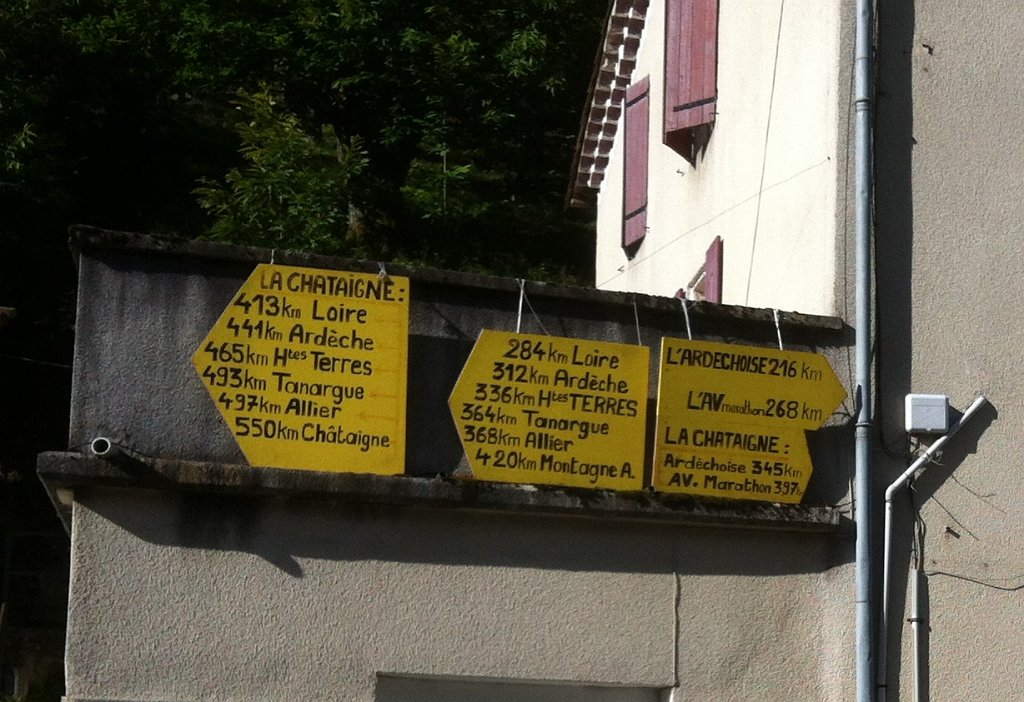 LA CHATAIGNE:
413km Loire
441km Ardèche
465km Htes Terres
493km Tanargue
497km Allier
550km Châtaigne
284km Loire
312km Ardèche
336km Htes TERRES
364km Tanargue
368km Allier
420km Montagne A.
L'ARDECHOISE 216 km
L'AV marathon 268 km
LA CHATAIGNE:
Ardèchoise 345km
AV. Marathon 397k